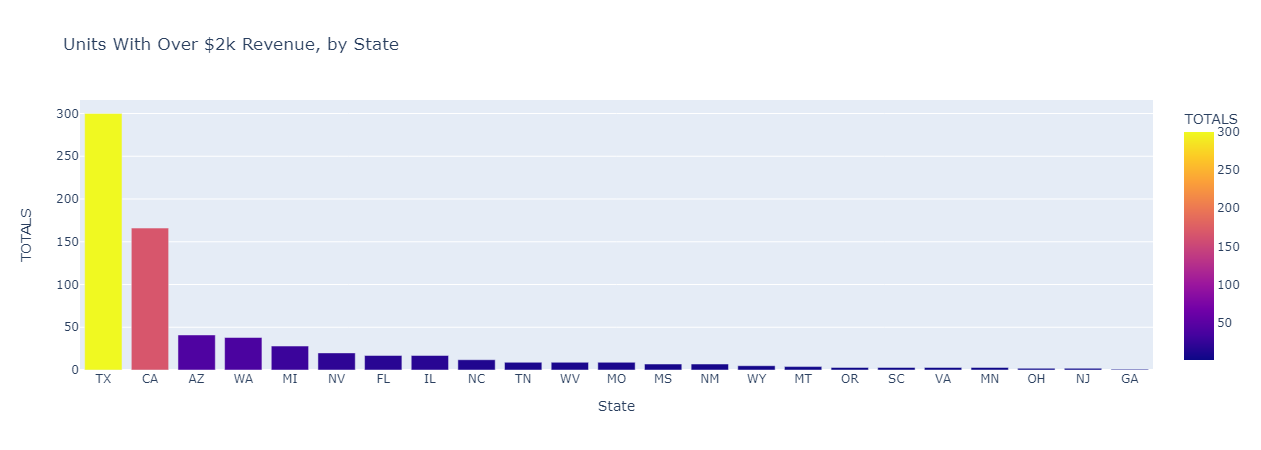 Units With Over $2k Revenue, by State
TOTALS
300
250
200
150
100
50
0
TX CA AZ WA MI NV FL IL NC TN WV MO MS NM WY MT OR SC VA MN OH NJ GA
State
TOTALS
300
250
200
150
100
50